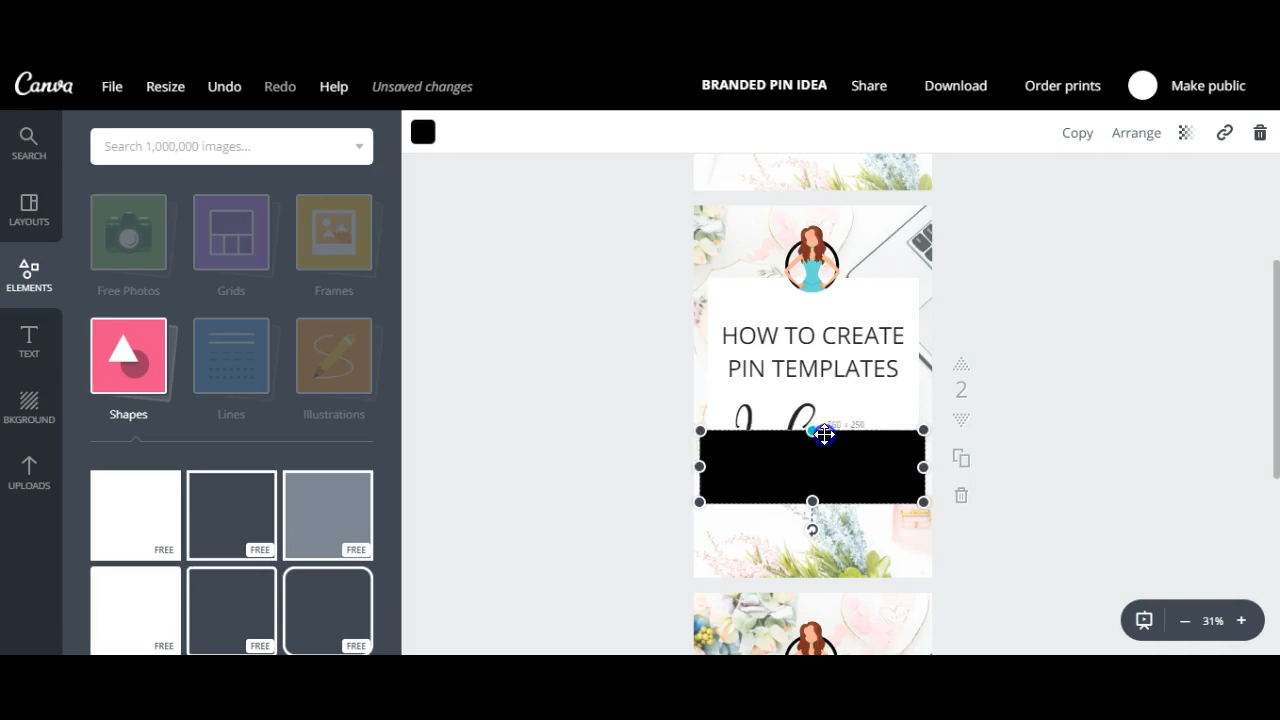 Canva File Resize Undo Redo Help Unsaved changes BRANDED PIN IDEA Share Download Order prints Make public
Search 1,000,000 images...
Copy Arrange
SEARCH
LAYOUTS
ELEMENTS
TEXT
BKGROUND
UPLOADS
Free Photos Grids Frames
Shapes Lines Illustrations
FREE FREE FREE
FREE FREE FREE
HOW TO CREATE
PIN TEMPLATES
2
31%